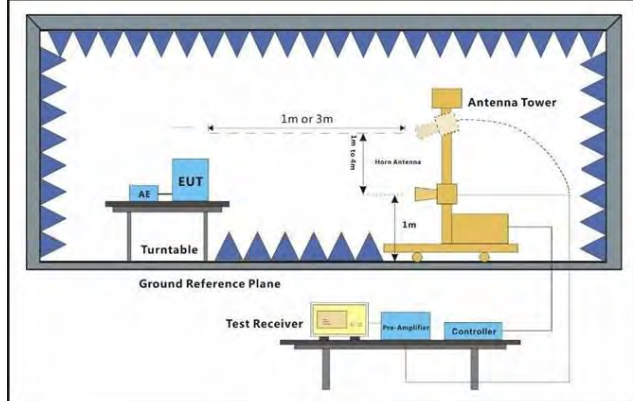 Antenna Tower
1m or 3m
1m to 4m
Horn Antenna
EUT
AE
1m
Turntable
Ground Reference Plane
Test Receiver
Pre-Amplifier
Controller